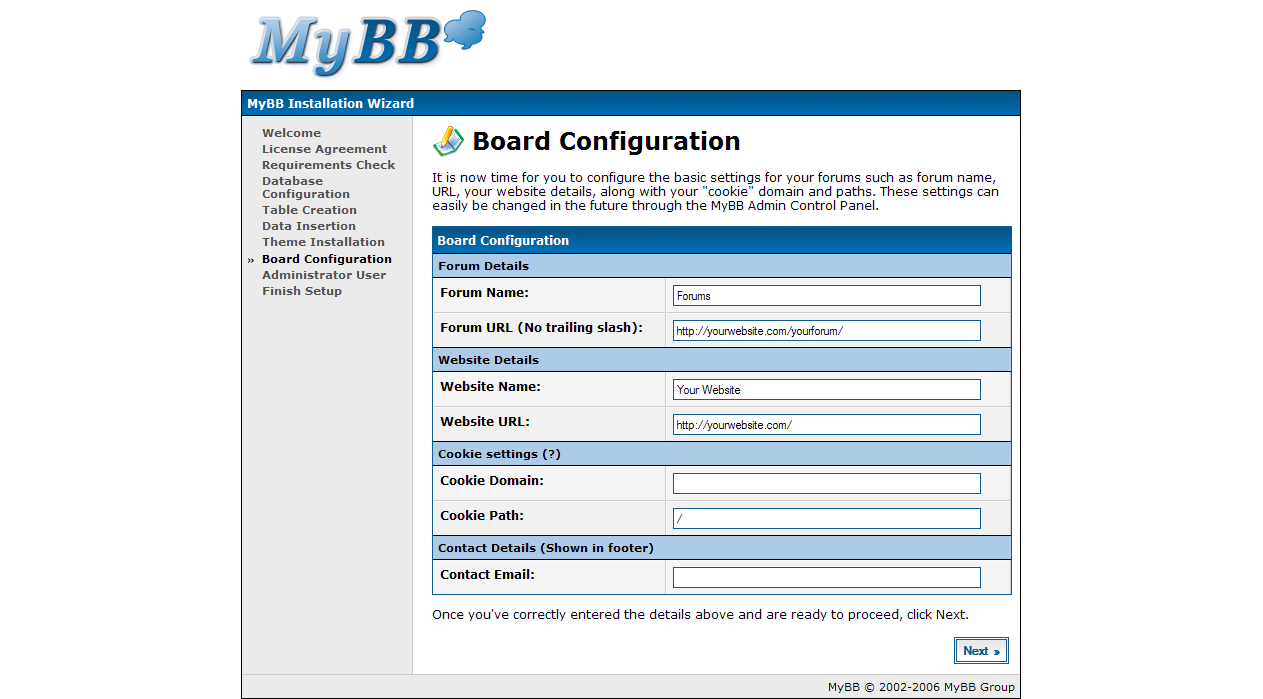 MyBB
MyBB Installation Wizard
Welcome
License Agreement
Requirements Check
Database
Configuration
Table Creation
Data Insertion
Theme Installation
» Board Configuration
Administrator User
Finish Setup
Board Configuration
It is now time for you to configure the basic settings for your forums such as forum name,
URL, your website details, along with your "cookie" domain and paths. These settings can
easily be changed in the future through the MyBB Admin Control Panel.
Board Configuration
Forum Details
Forum Name: Forums
Forum URL (No trailing slash): http://yourwebsite.com/yourforum/
Website Details
Website Name: Your Website
Website URL: http://yourwebsite.com/
Cookie settings (?)
Cookie Domain:
Cookie Path: /
Contact Details (Shown in footer)
Contact Email:
Once you've correctly entered the details above and are ready to proceed, click Next.
Next »
MyBB © 2002-2006 MyBB Group